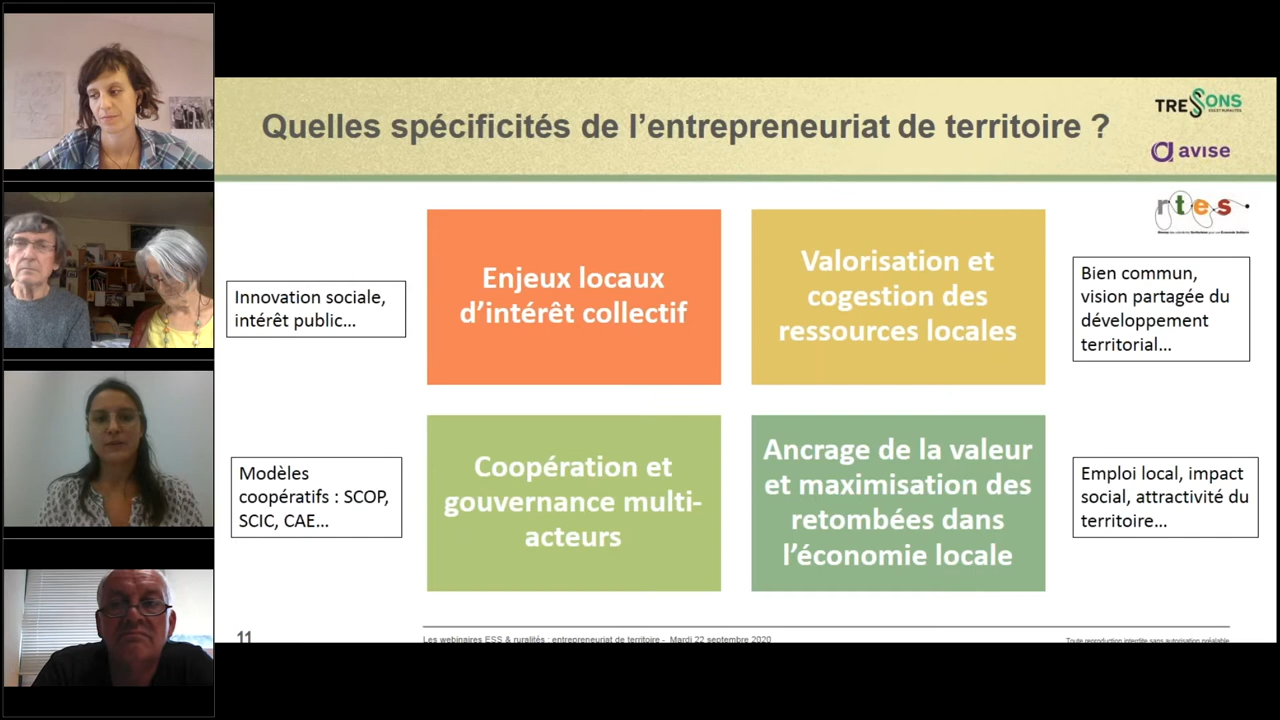 Quelles spécificités de l’entrepreneuriat de territoire ?
TRESSONS
avise
rtes
Innovation sociale,
intérêt public...
Enjeux locaux
d’intérêt collectif
Valorisation et
cogestion des
ressources locales
Bien commun,
vision partagée du
développement
territorial...
Modèles
coopératifs : SCOP,
SCIC, CAE...
Coopération et
gouvernance multi-
acteurs
Ancrage de la valeur
et maximisation des
retombées dans
l’économie locale
Emploi local, impact
social, attractivité du
territoire...
11
Les webinaires ESS & ruralités : entrepreneuriat de territoire - Mardi 22 septembre 2020
Toute reproduction interdite sans autorisation préalable